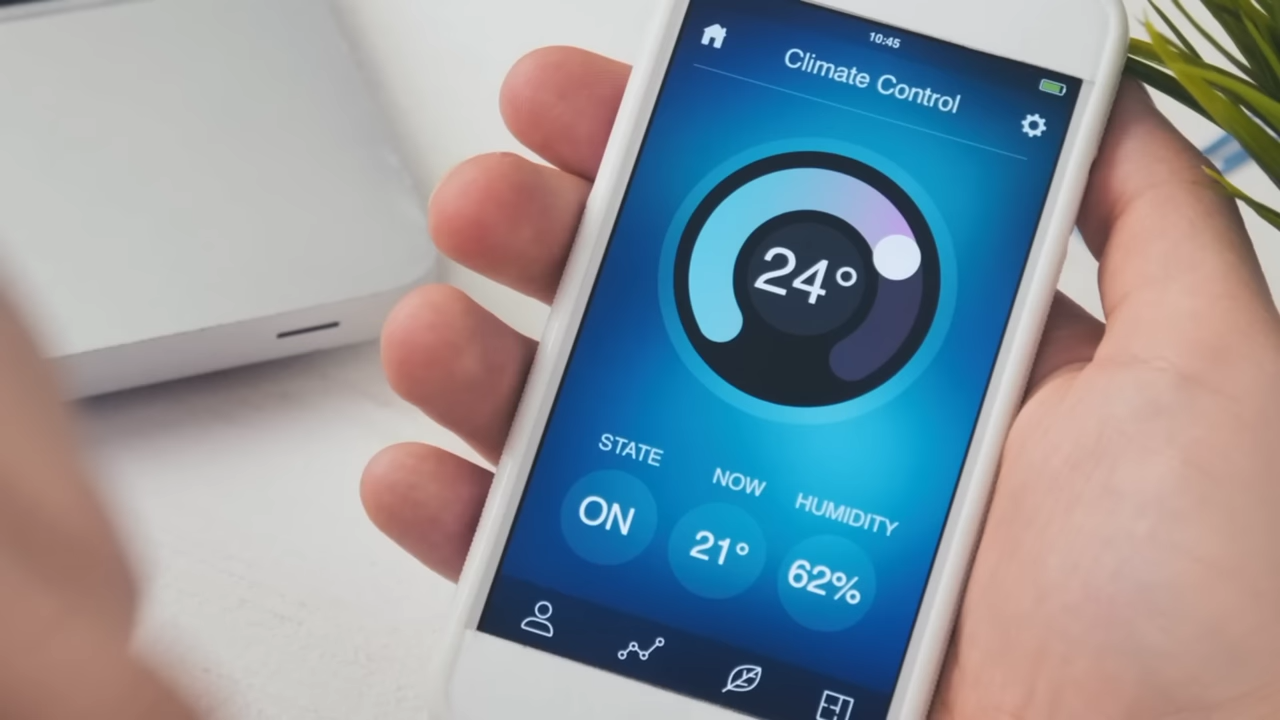 10:45
Climate Control
24°
STATE
NOW
HUMIDITY
ON
21°
62%